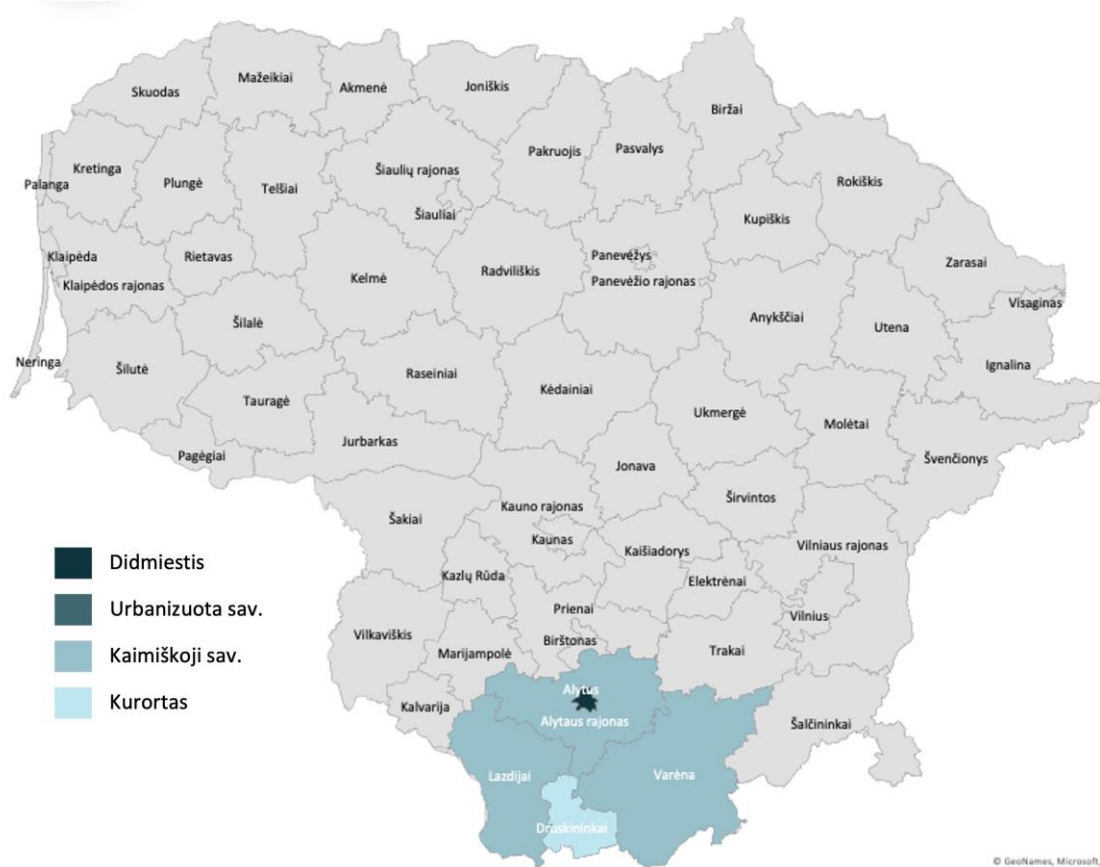 Skuodas
Mažeikiai
Akmenė
Joniškis
Biržai
Pakruojis
Pasvalys
Kretinga
Palanga
Plungė
Telšiai
Šiaulių rajonas
Šiauliai
Rokiškis
Kupiškis
Klaipėda
Klaipėdos rajonas
Rietavas
Kelmė
Radviliškis
Panevėžys
Panevėžio rajonas
Zarasai
Visaginas
Anykščiai
Utena
Ignalina
Neringa
Šilutė
Šilalė
Tauragė
Raseiniai
Kėdainiai
Ukmergė
Molėtai
Pagėgiai
Jurbarkas
Jonava
Švenčionys
Širvintos
Šakiai
Kauno rajonas
Kaunas
Kaišiadorys
Vilniaus rajonas
Kazlų Rūda
Elektrėnai
Prienai
Vilnius
Vilkaviškis
Birštonas
Marijampolė
Trakai
Kalvarija
Alytus
Alytaus rajonas
Šalčininkai
Lazdijai
Varėna
Druskininkai
Didmiestis
Urbanizuota sav.
Kaimiškoji sav.
Kurortas
© GeoNames, Microsoft,